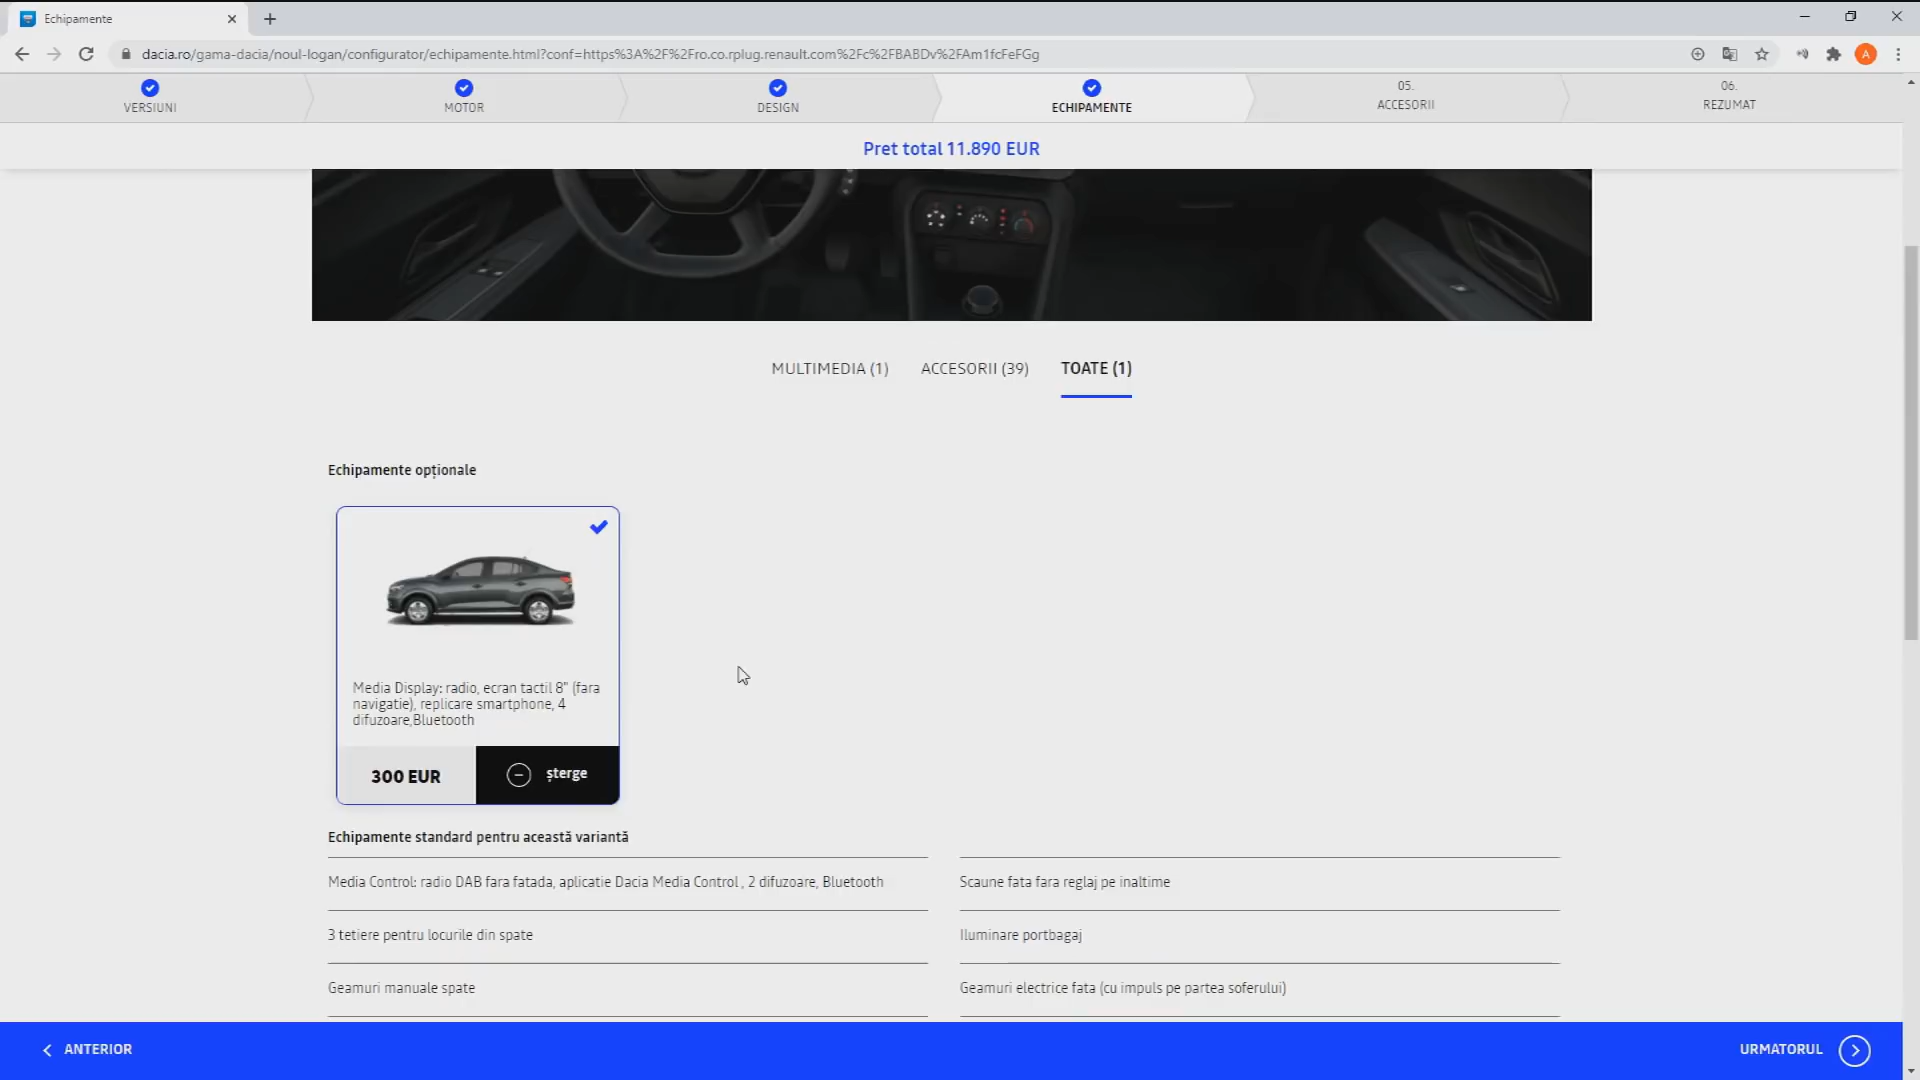 Echipamente
dacia.ro/gama-dacia/noul-logan/configurator/echipamente.html?conf=https%3A%2F%2Fro.co.rplug.renault.com%2Fc%2FBABDv%2FAm1fcFeFGg
A
VERSIUNI
MOTOR
DESIGN
ECHIPAMENTE
05.
ACCESORII
06.
REZUMAT
Pret total 11.890 EUR
MULTIMEDIA (1)
ACCESORII (39)
TOATE (1)
Echipamente opționale
Media Display: radio, ecran tactil 8" (fara
navigatie), replicare smartphone, 4
difuzoare,Bluetooth
300 EUR
șterge
Echipamente standard pentru această variantă
Media Control: radio DAB fara fatada, aplicatie Dacia Media Control , 2 difuzoare, Bluetooth
Scaune fata fara reglaj pe inaltime
3 tetiere pentru locurile din spate
Iluminare portbagaj
Geamuri manuale spate
Geamuri electrice fata (cu impuls pe partea soferului)
ANTERIOR
URMATORUL